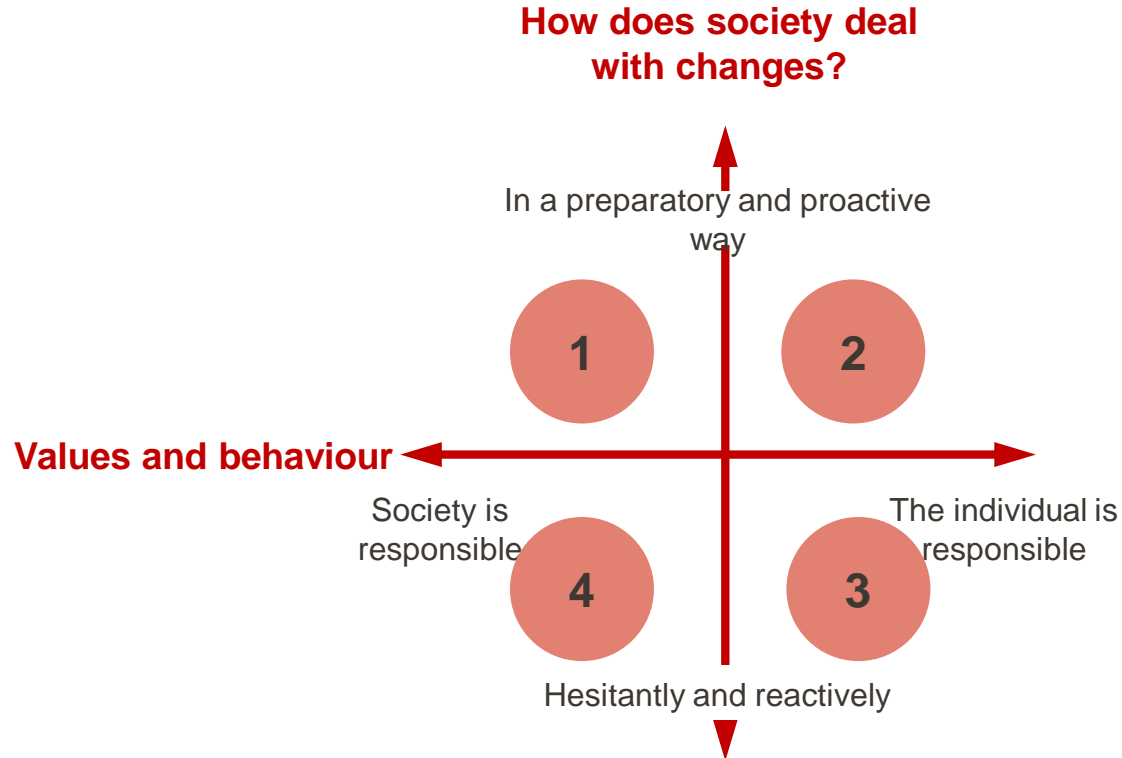 How does society deal
with changes?
In a preparatory and proactive
way
1
2
Values and behaviour
Society is
responsible
The individual is
responsible
4
3
Hesitantly and reactively